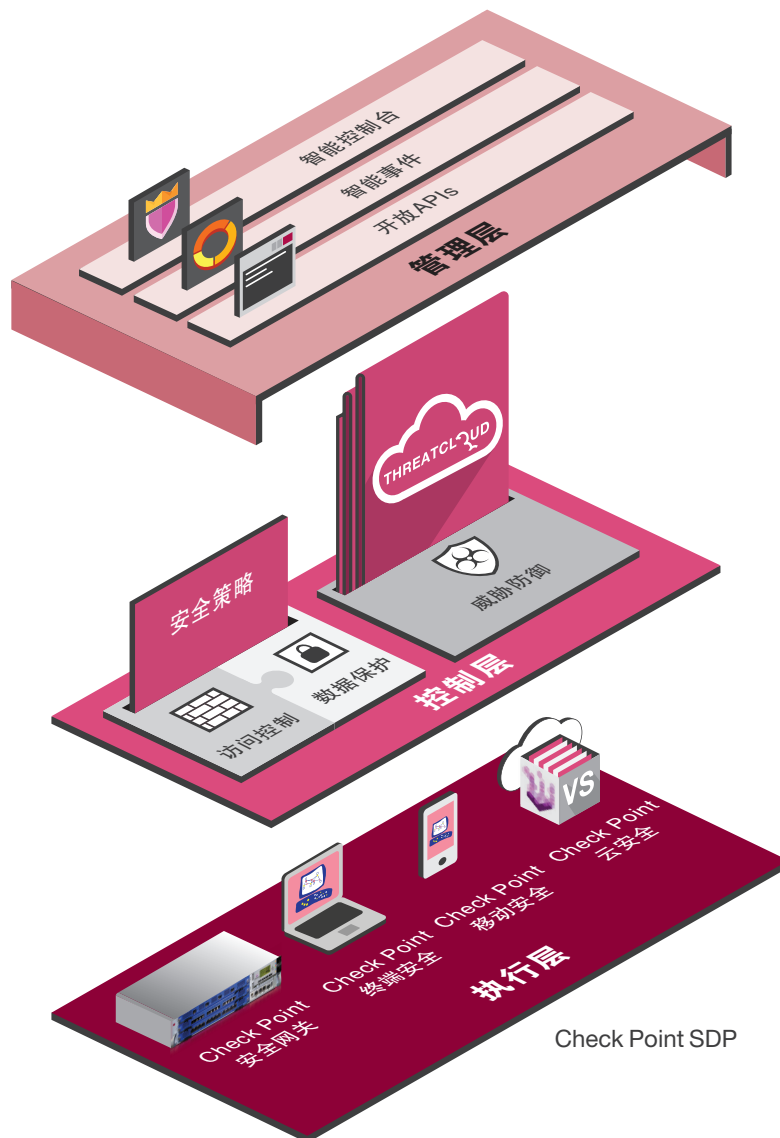 智能控制台
智能事件
开放APIs
管理层
THREATCLOUD
威胁防御
安全策略
数据保护
访问控制
控制层
VS
Check Point
云安全
Check Point
移动安全
Check Point
终端安全
Check Point
安全网关
执行层
Check Point SDP